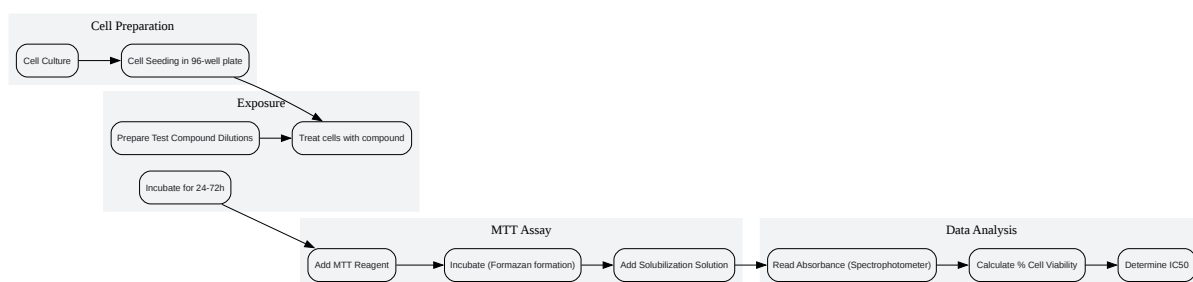 Cell Preparation
Cell Culture
Cell Seeding in 96-well plate
Exposure
Prepare Test Compound Dilutions
Treat cells with compound
Incubate for 24-72h
MTT Assay
Add MTT Reagent
Incubate (Formazan formation)
Add Solubilization Solution
Data Analysis
Read Absorbance (Spectrophotometer)
Calculate % Cell Viability
Determine IC50